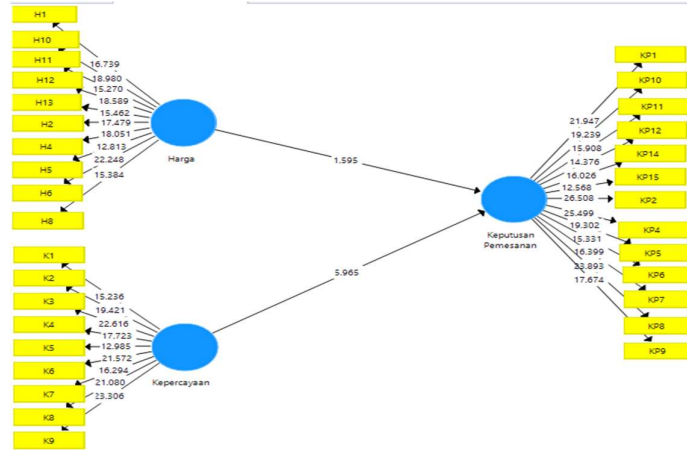 H1
H10
H11
H12
H13
H2
H4
H5
H6
H8
16.739
18.980
15.270
18.589
15.462
17.479
18.051
12.813
22.248
15.384
Harga
1.595
K1
K2
K3
K4
K5
K6
K7
K8
K9
15.236
19.421
22.616
17.723
12.985
21.572
16.294
21.080
23.306
Kepercayaan
5.965
Keputusan
Pemesanan
21.947
19.239
15.908
14.376
16.026
12.568
26.508
25.499
19.302
15.331
16.399
23.893
17.674
KP1
KP10
KP11
KP12
KP14
KP15
KP2
KP4
KP5
KP6
KP7
KP8
KP9